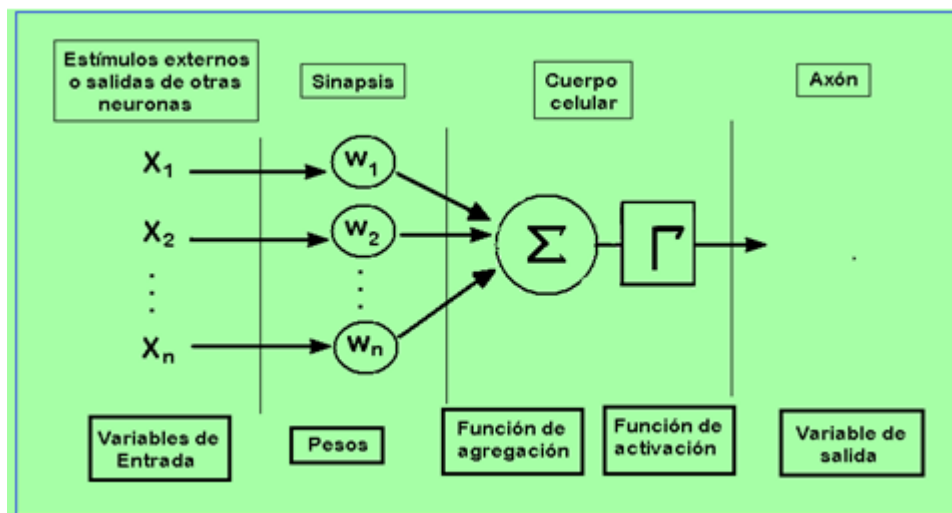 Estímulos externos
o salidas de otras
neuronas
Sinapsis
Cuerpo
celular
Axón
X1
W1
X2
W2
Σ
Γ
Xn
Wn
Variables de
Entrada
Pesos
Función de
agregación
Función de
activación
Variable de
salida